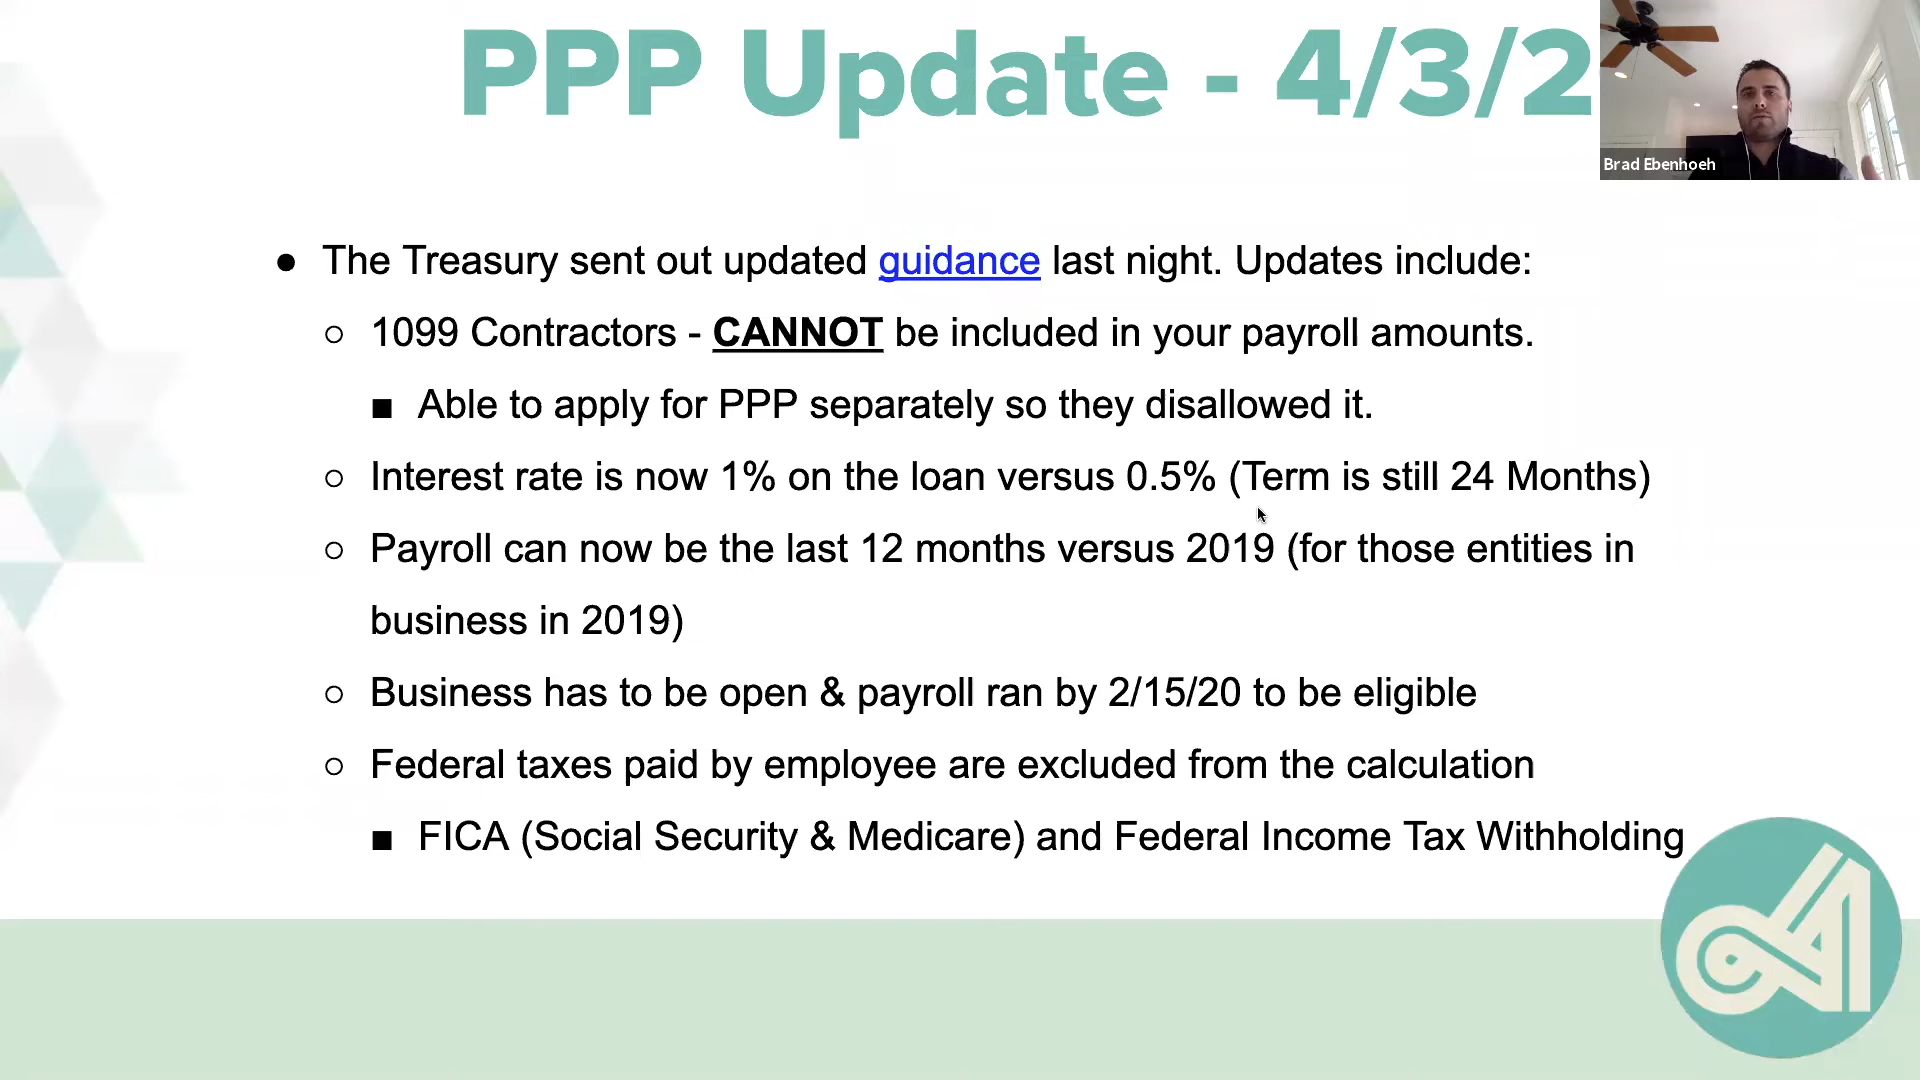 PPP Update - 4/3/2
Brad Ebenhoeh
● The Treasury sent out updated guidance last night. Updates include:
○ 1099 Contractors - CANNOT be included in your payroll amounts.
■ Able to apply for PPP separately so they disallowed it.
○ Interest rate is now 1% on the loan versus 0.5% (Term is still 24 Months)
○ Payroll can now be the last 12 months versus 2019 (for those entities in
business in 2019)
○ Business has to be open & payroll ran by 2/15/20 to be eligible
○ Federal taxes paid by employee are excluded from the calculation
■ FICA (Social Security & Medicare) and Federal Income Tax Withholding